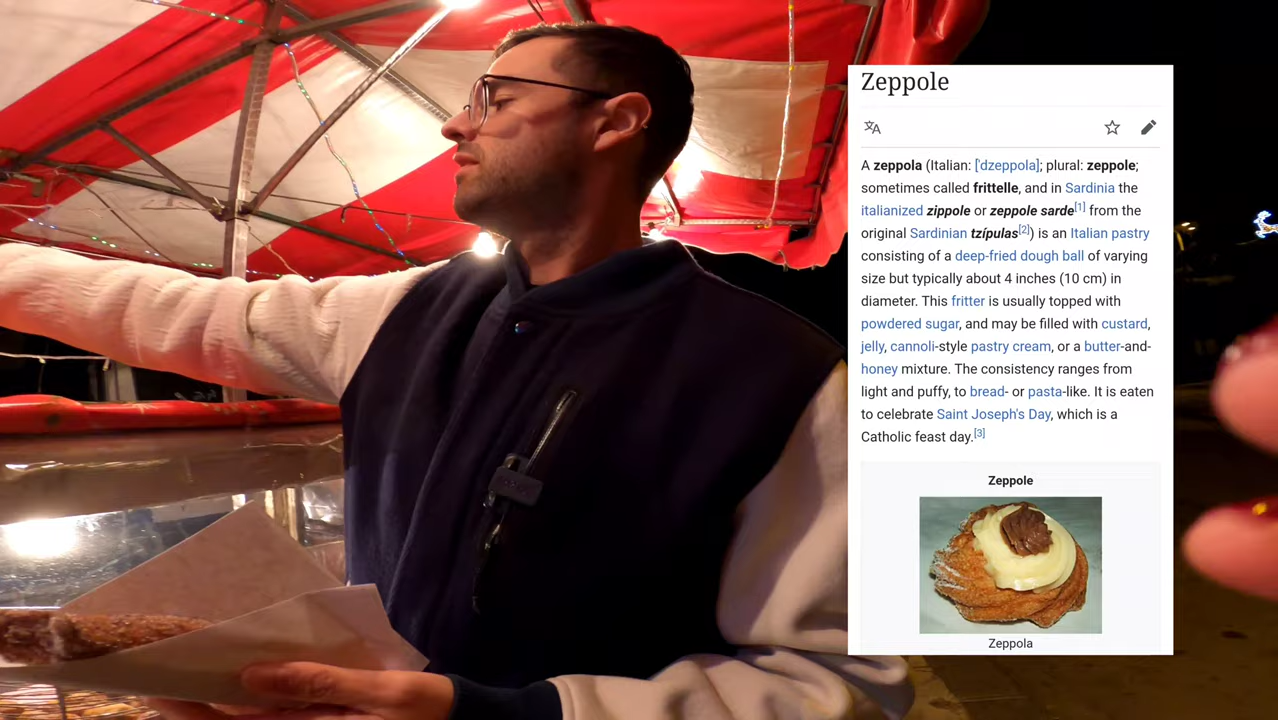 Zeppole
A zeppola (Italian: [ˈdzeppola]; plural: zeppole;
sometimes called frittelle, and in Sardinia the
italianized zippole or zeppole sarde[1] from the
original Sardinian tzípulas[2]) is an Italian pastry
consisting of a deep-fried dough ball of varying
size but typically about 4 inches (10 cm) in
diameter. This fritter is usually topped with
powdered sugar, and may be filled with custard,
jelly, cannoli-style pastry cream, or a butter-and-
honey mixture. The consistency ranges from
light and puffy, to bread- or pasta-like. It is eaten
to celebrate Saint Joseph's Day, which is a
Catholic feast day.[3]
Zeppole
Zeppola